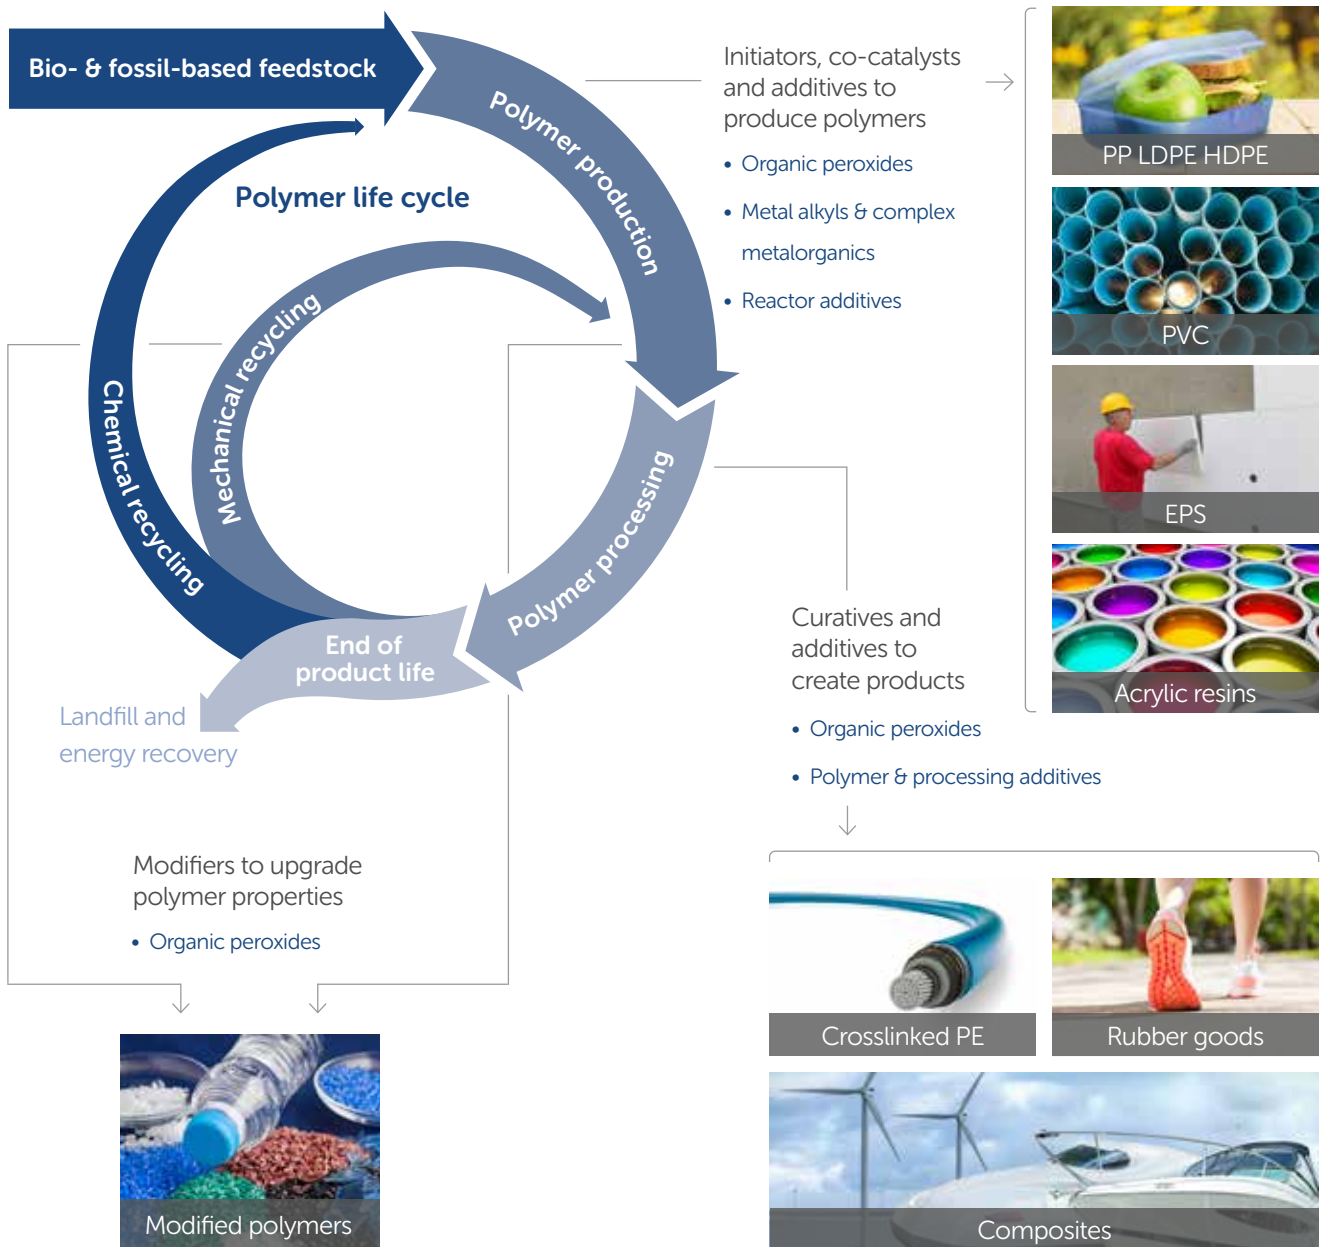 Bio- & fossil-based feedstock
Polymer production
Initiators, co-catalysts
and additives to
produce polymers
• Organic peroxides
• Metal alkyls & complex
metalorganics
• Reactor additives
PP LDPE HDPE
PVC
EPS
Acrylic resins
Polymer life cycle
Mechanical recycling
Chemical recycling
Polymer processing
End of
product life
Landfill and
energy recovery
Curatives and
additives to
create products
• Organic peroxides
• Polymer & processing additives
Modifiers to upgrade
polymer properties
• Organic peroxides
Crosslinked PE
Rubber goods
Modified polymers
Composites